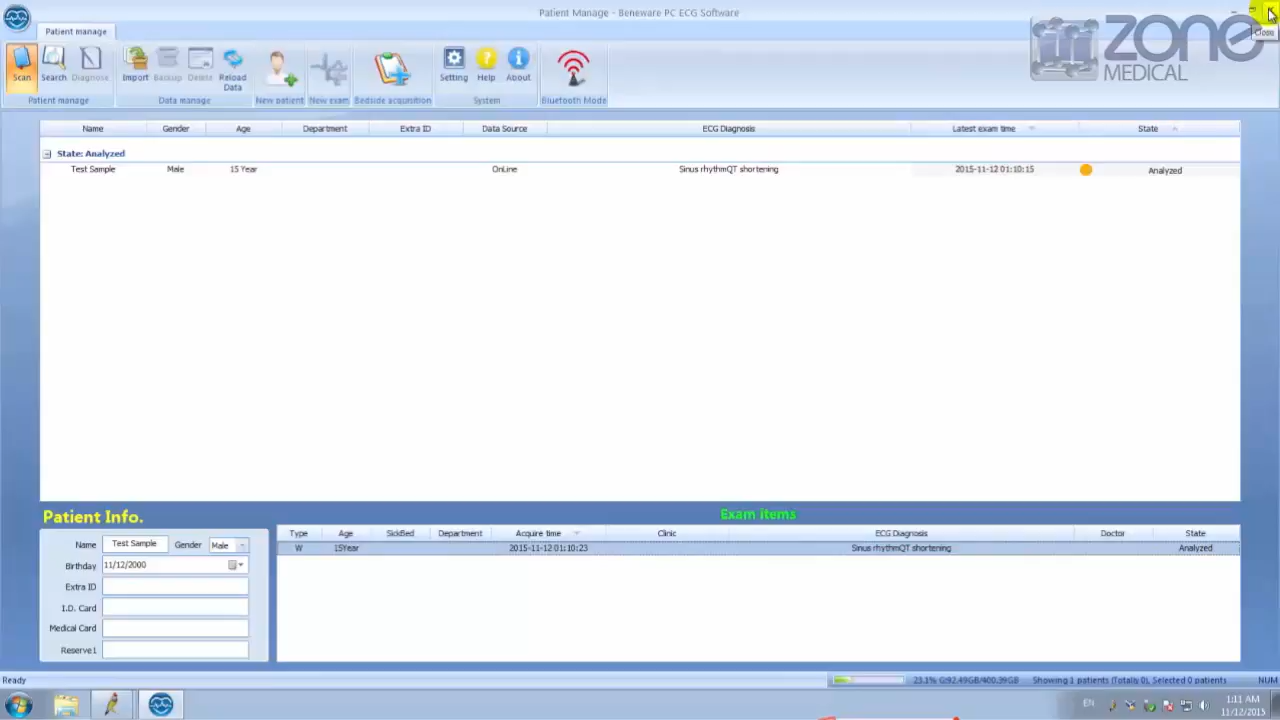 Patient Manage - Beneware PC ECG Software
Patient manage
Close
inzone
MEDICAL
Scan Search Diagnose Import Backup Delete Reload Data New patient New exam Bedside acquisition Setting Help About Bluetooth Mode
Patient manage Data manage System
Name Gender Age Department Extra ID Data Source ECG Diagnosis Latest exam time State
State: Analyzed
Test Sample Male 15 Year OnLine Sinus rhythmQT shortening 2015-11-12 01:10:15 Analyzed
Patient Info.
Exam items
Name Test Sample Gender Male
Birthday 11/12/2000
Extra ID
I.D. Card
Medical Card
Reserve1
Type Age SickBed Department Acquire time Clinic ECG Diagnosis Doctor State
W 15Year 2015-11-12 01:10:23 Sinus rhythmQT shortening Analyzed
Ready 23.1% G:92.49GB/400.39GB Showing 1 patients (Totally 0), Selected 0 patients NUM
EN 1:11 AM
11/12/2015